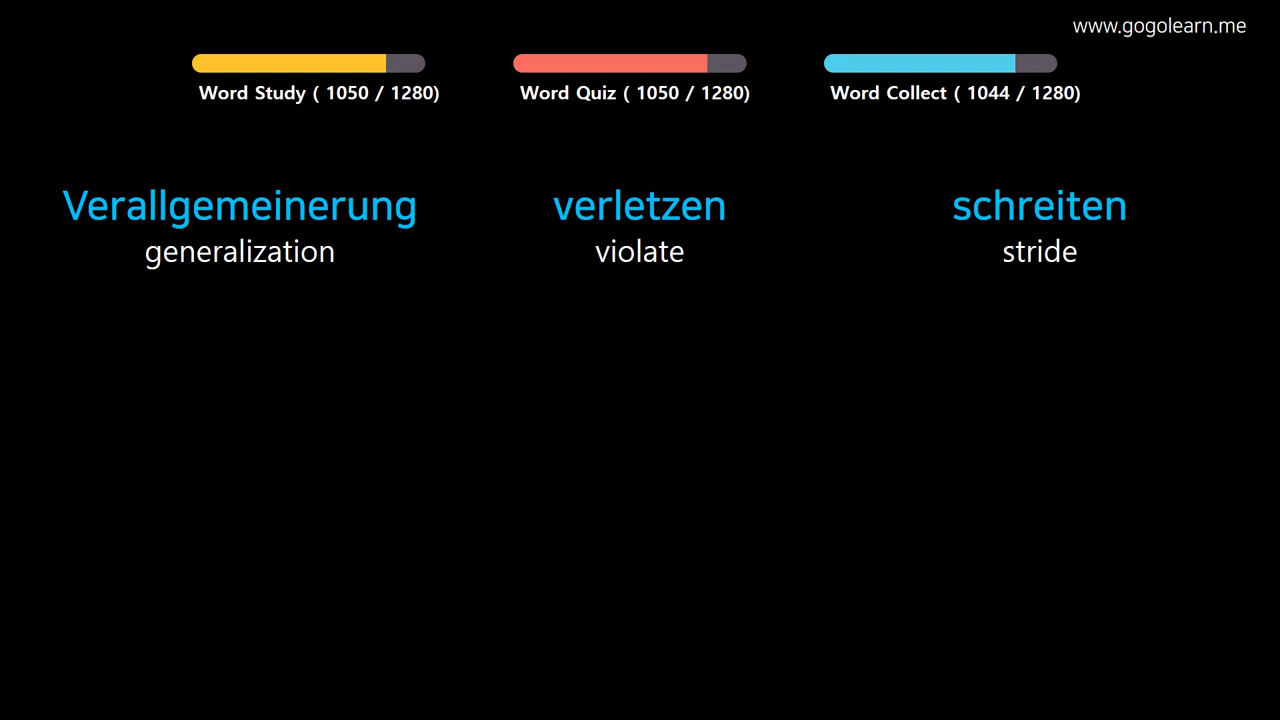 www.gogolearn.me
Word Study ( 1050 / 1280)
Word Quiz ( 1050 / 1280)
Word Collect ( 1044 / 1280)
Verallgemeinerung
generalization
verletzen
violate
schreiten
stride